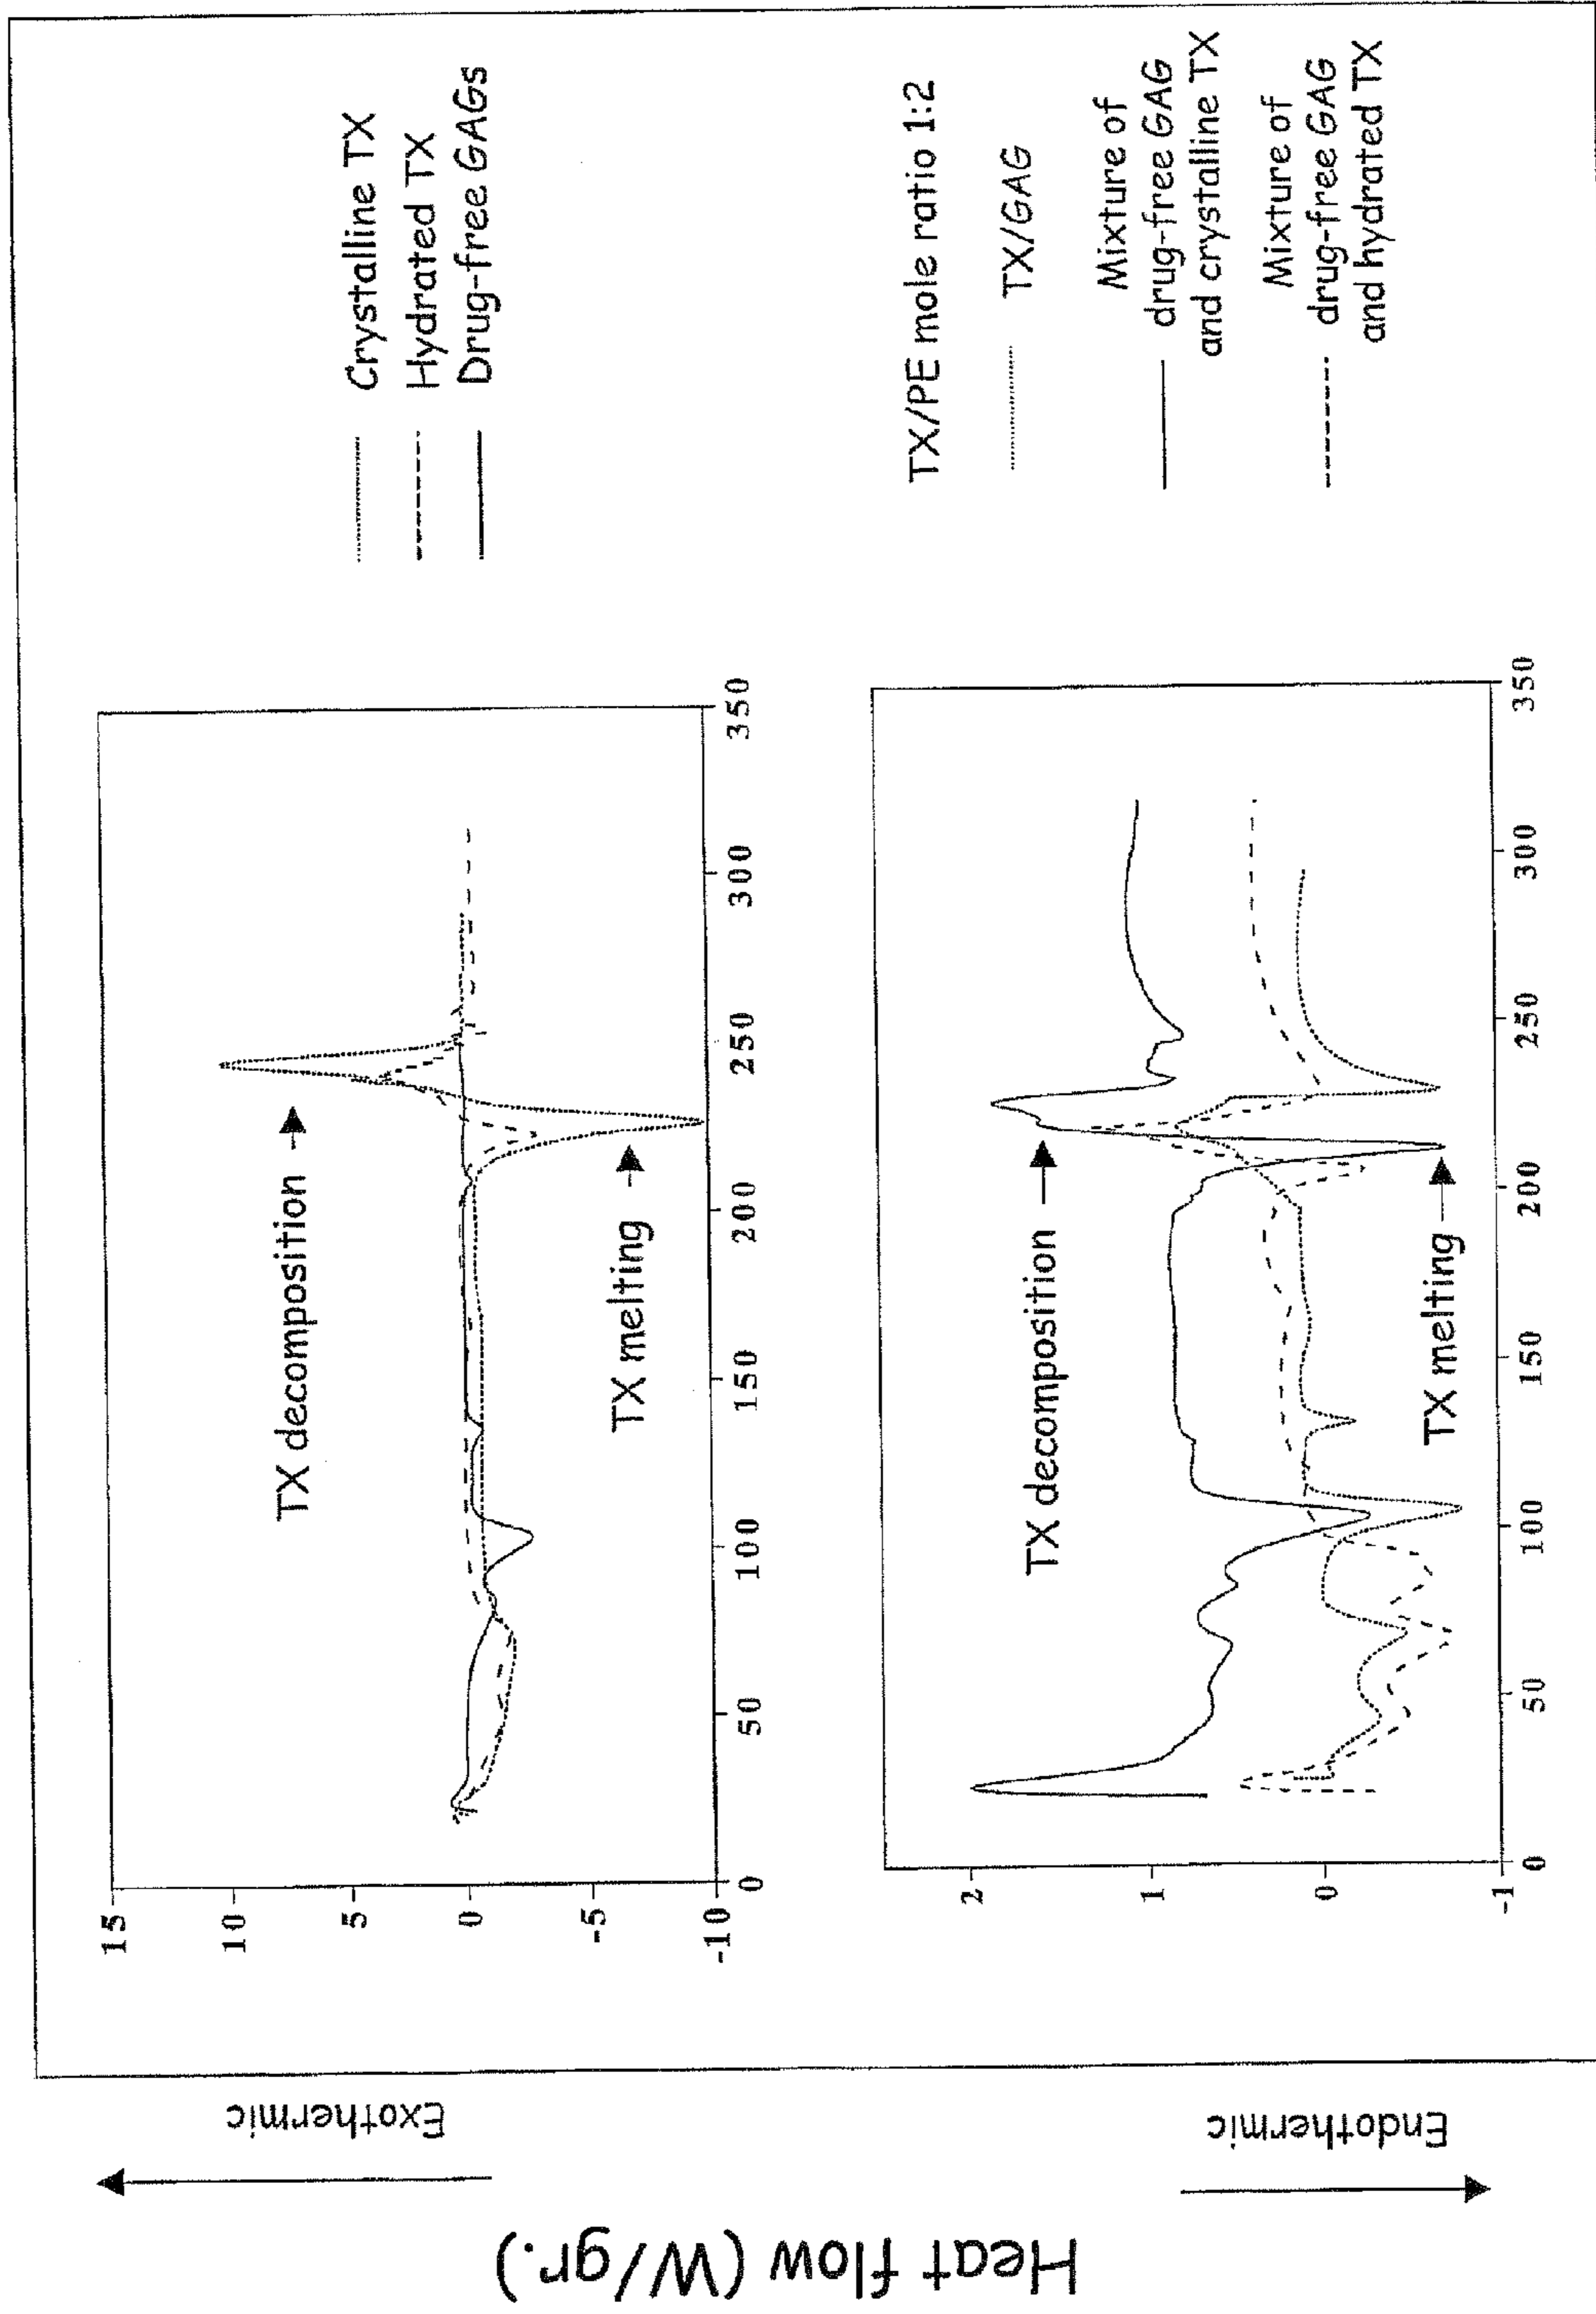 Heat flow (W/gr.)
Exothermic
Endothermic
15
10
5
0
-5
-10
0
50
100
150
200
250
300
350
TX decomposition
TX melting
Crystalline TX
Hydrated TX
Drug-free GAGs
2
1
0
-1
0
50
100
150
200
250
300
350
TX decomposition
TX melting
TX/PE mole ratio 1:2
TX/GAG
Mixture of
drug-free GAG
and crystalline TX
Mixture of
drug-free GAG
and hydrated TX